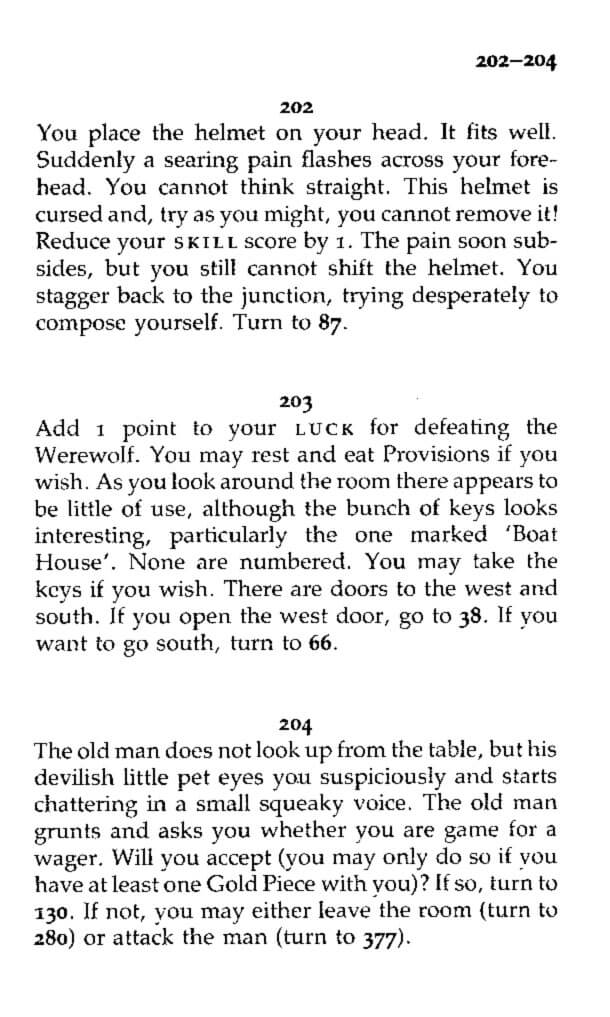 202–204
202
You place the helmet on your head. It fits well.
Suddenly a searing pain flashes across your fore-
head. You cannot think straight. This helmet is
cursed and, try as you might, you cannot remove it!
Reduce your SKILL score by 1. The pain soon sub-
sides, but you still cannot shift the helmet. You
stagger back to the junction, trying desperately to
compose yourself. Turn to 87.
203
Add 1 point to your LUCK for defeating the
Werewolf. You may rest and eat Provisions if you
wish. As you look around the room there appears to
be little of use, although the bunch of keys looks
interesting, particularly the one marked ‘Boat
House’. None are numbered. You may take the
keys if you wish. There are doors to the west and
south. If you open the west door, go to 38. If you
want to go south, turn to 66.
204
The old man does not look up from the table, but his
devilish little pet eyes you suspiciously and starts
chattering in a small squeaky voice. The old man
grunts and asks you whether you are game for a
wager. Will you accept (you may only do so if you
have at least one Gold Piece with you)? If so, turn to
130. If not, you may either leave the room (turn to
280) or attack the man (turn to 377).